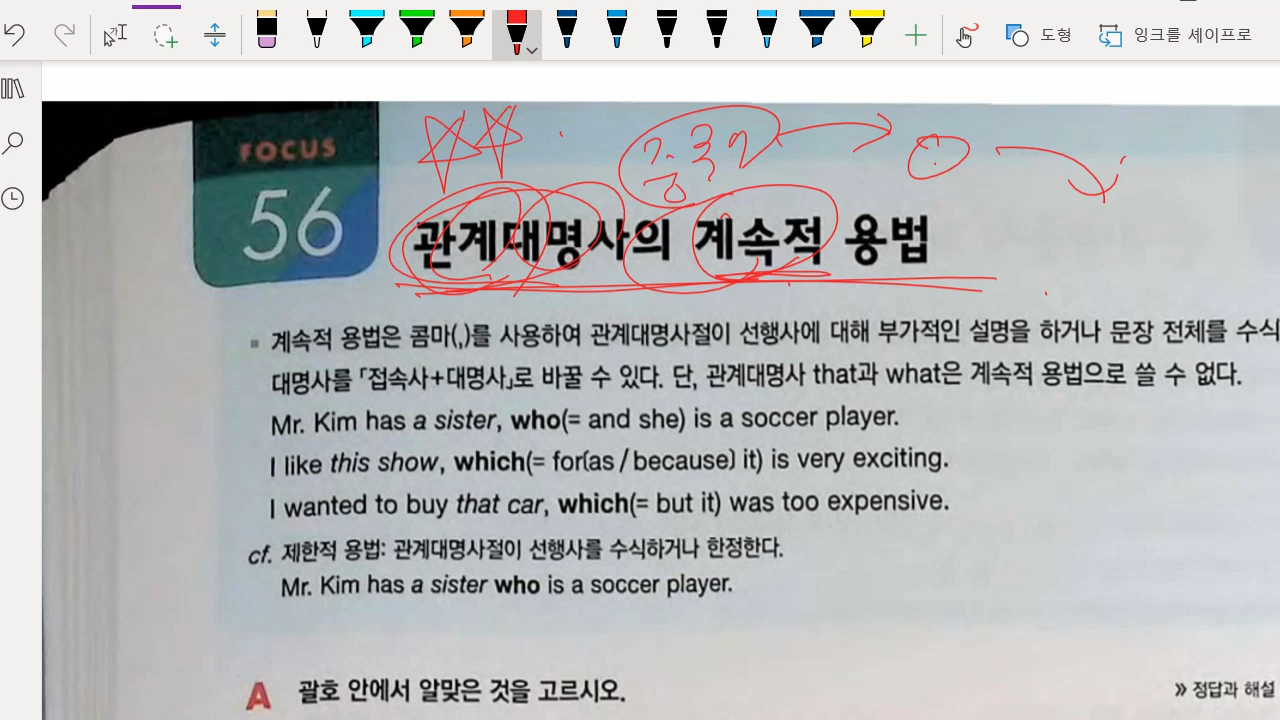 도형
잉크를 셰이프로
FOCUS
56
관계대명사의 계속적 용법
계속적 용법은 콤마(,)를 사용하여 관계대명사절이 선행사에 대해 부가적인 설명을 하거나 문장 전체를 수식
대명사를 「접속사+대명사」로 바꿀 수 있다. 단, 관계대명사 that과 what은 계속적 용법으로 쓸 수 없다.
Mr. Kim has a sister, who(= and she) is a soccer player.
I like this show, which(= for(as / because) it) is very exciting.
I wanted to buy that car, which(= but it) was too expensive.
cf. 제한적 용법: 관계대명사절이 선행사를 수식하거나 한정한다.
Mr. Kim has a sister who is a soccer player.
A 괄호 안에서 알맞은 것을 고르시오.
» 정답과 해설